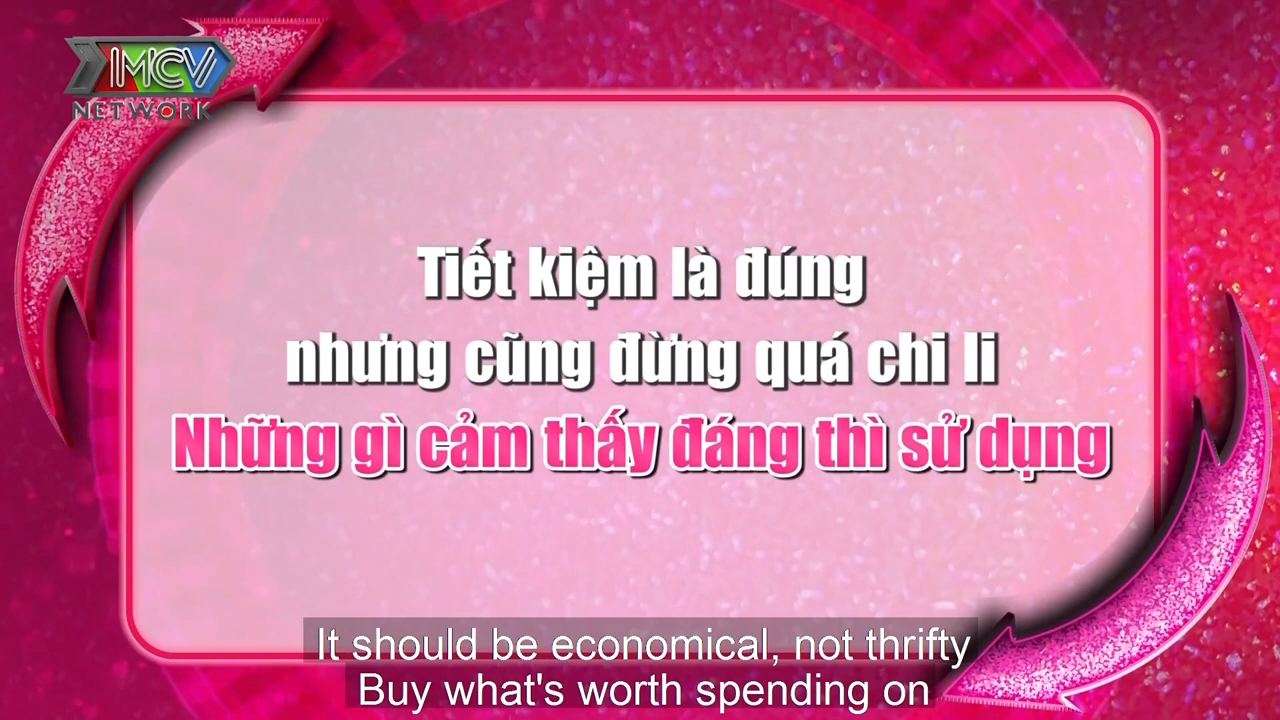 MCV
NETWORK
Tiết kiệm là đúng
nhưng cũng đừng quá chi li
Những gì cảm thấy đáng thì sử dụng
It should be economical, not thrifty
Buy what's worth spending on